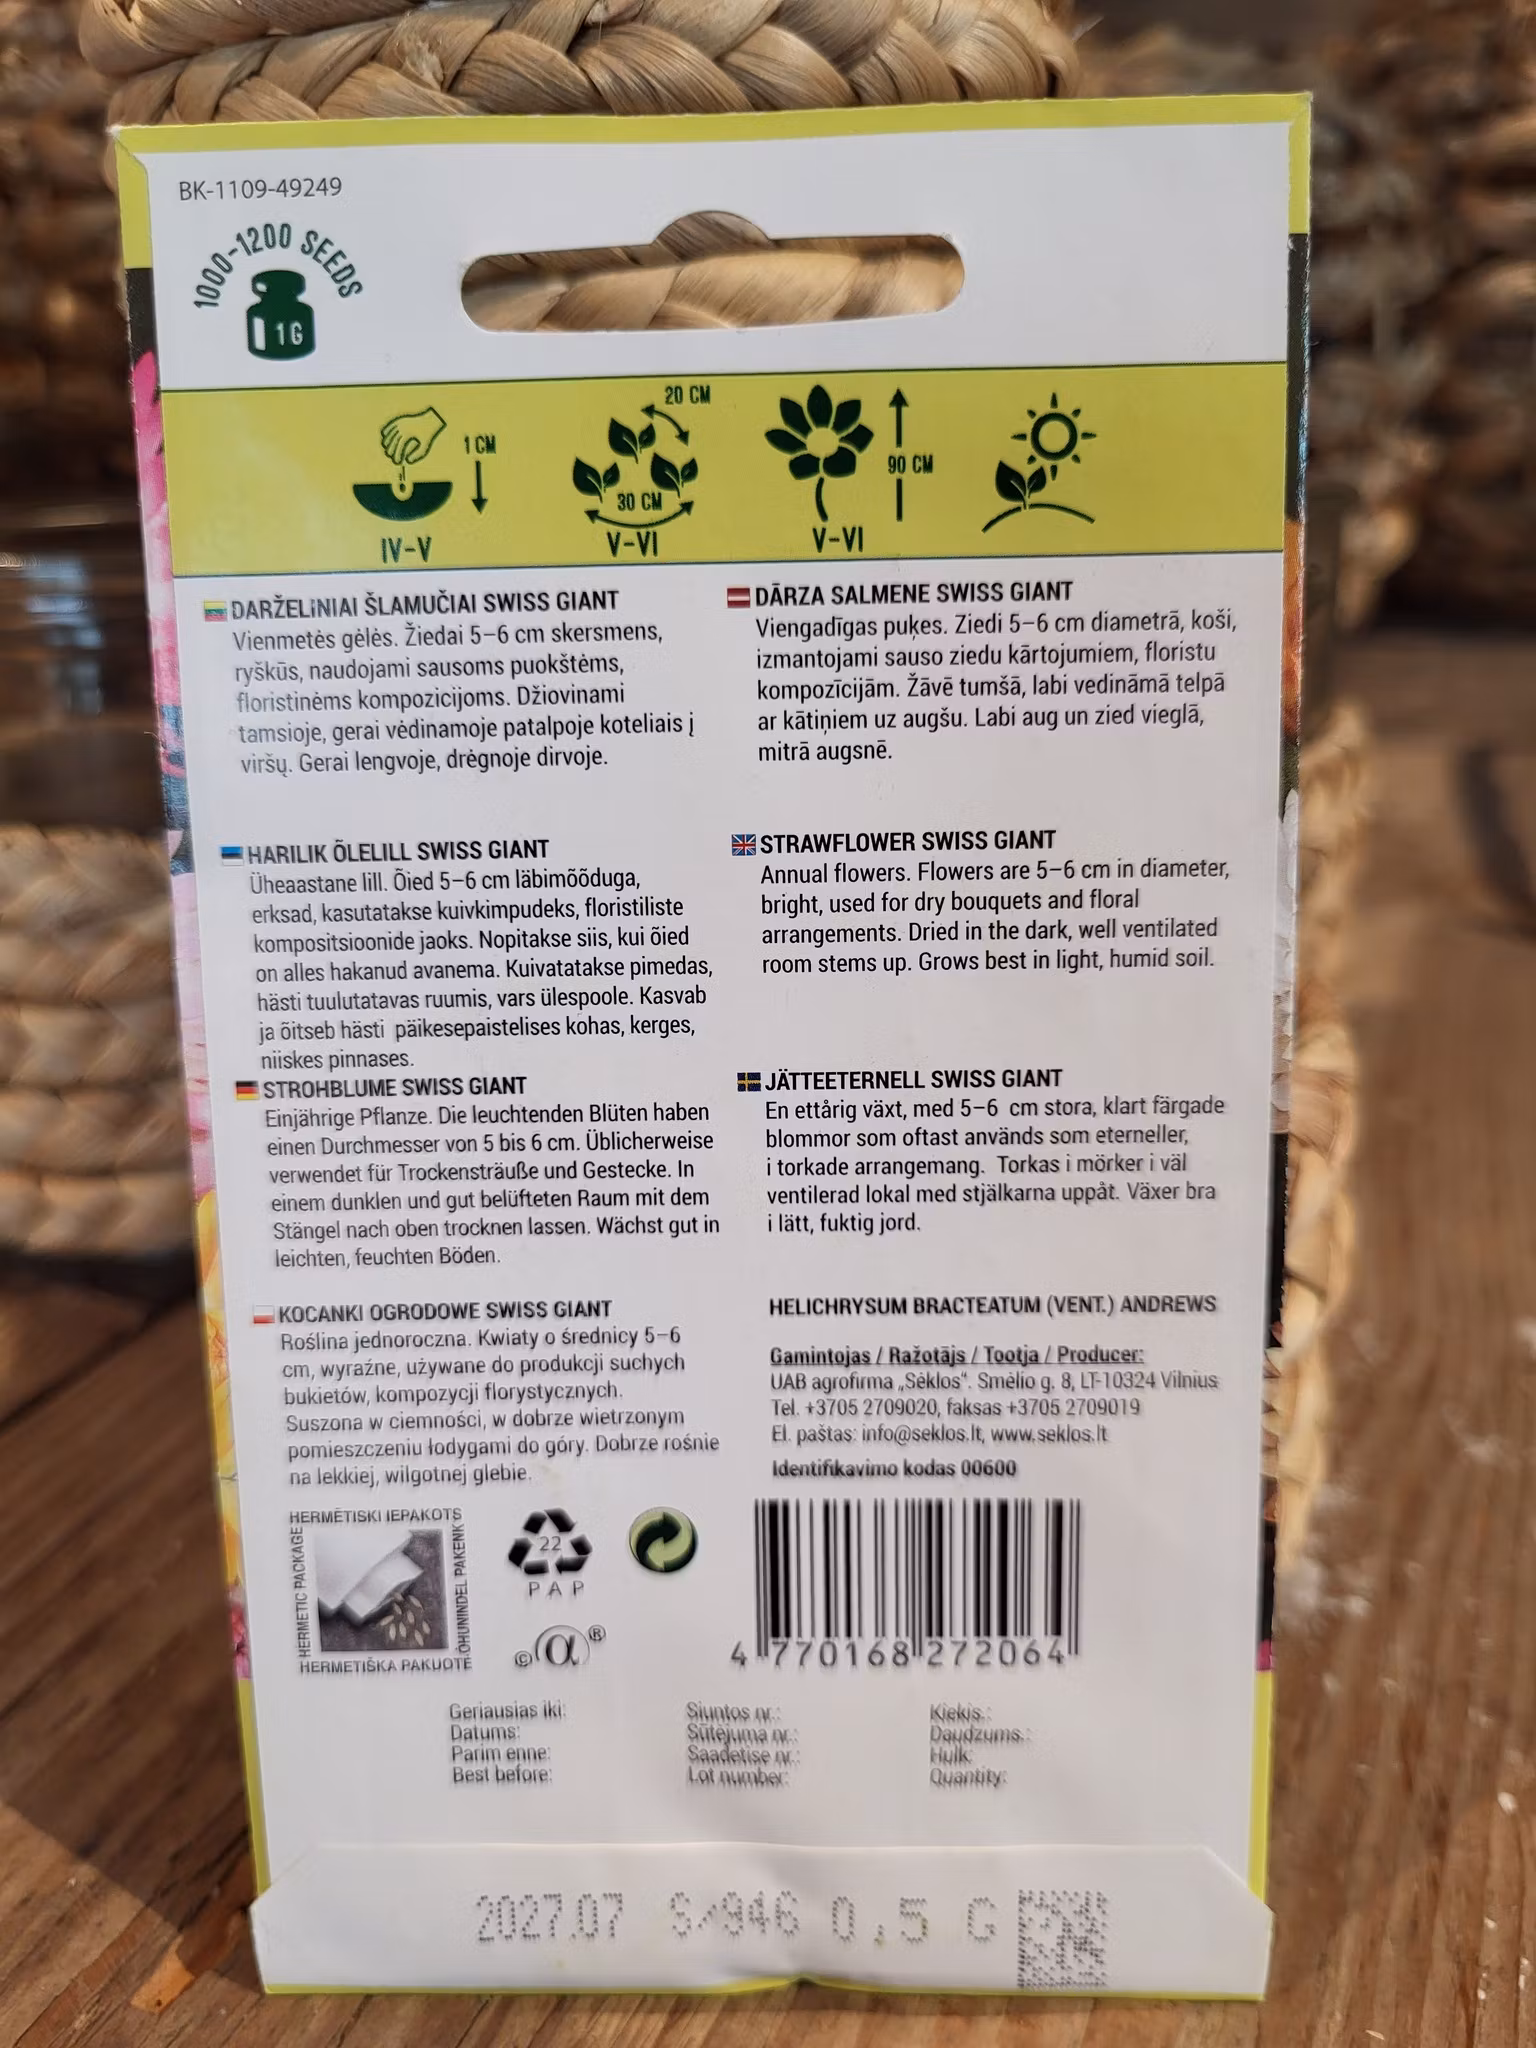 BK-1109-49249
1000-1200 SEEDS
1 G
1 CM
IV-V
20 CM
30 CM
V-VI
90 CM
V-VI
DARŽELINIAI ŠLAMUČIAI SWISS GIANT
Vienmetės gėlės. Žiedai 5–6 cm skersmens,
ryškūs, naudojami sausoms puokštėms,
floristinėms kompozicijoms. Džiovinami
tamsioje, gerai vėdinamoje patalpoje koteliais į
viršų. Gerai lengvoje, drėgnoje dirvoje.
DĀRZA SALMENE SWISS GIANT
Viengadīgas puķes. Ziedi 5–6 cm diametrā, koši,
izmantojami sauso ziedu kārtojumiem, floristu
kompozīcijām. Žāvē tumšā, labi vedināmā telpā
ar kātiņiem uz augšu. Labi aug un zied vieglā,
mitrā augsnē.
HARILIK ÕLELILL SWISS GIANT
Üheaastane lill. Õied 5–6 cm läbimõõduga,
erksad, kasutatakse kuivkimpudeks, floristiliste
kompositsioonide jaoks. Nopitakse siis, kui õied
on alles hakanud avanema. Kuivatatakse pimedas,
hästi tuulutatavas ruumis, vars ülespoole. Kasvab
ja õitseb hästi päikesepaistelises kohas, kerges,
niiskes pinnases.
STRAWFLOWER SWISS GIANT
Annual flowers. Flowers are 5–6 cm in diameter,
bright, used for dry bouquets and floral
arrangements. Dried in the dark, well ventilated
room stems up. Grows best in light, humid soil.
STROHBLUME SWISS GIANT
Einjährige Pflanze. Die leuchtenden Blüten haben
einen Durchmesser von 5 bis 6 cm. Üblicherweise
verwendet für Trockensträuße und Gestecke. In
einem dunklen und gut belüfteten Raum mit dem
Stängel nach oben trocknen lassen. Wächst gut in
leichten, feuchten Böden.
JÄTTEETERNELL SWISS GIANT
En ettårig växt, med 5–6 cm stora, klart färgade
blommor som oftast används som eterneller,
i torkade arrangemang. Torkas i mörker i väl
ventilerad lokal med stjälkarna uppåt. Växer bra
i lätt, fuktig jord.
KOCANKI OGRODOWE SWISS GIANT
Roślina jednoroczna. Kwiaty o średnicy 5–6
cm, wyraźne, używane do produkcji suchych
bukietów, kompozycji florystycznych.
Suszona w ciemności, w dobrze wietrzonym
pomieszczeniu łodygami do góry. Dobrze rośnie
na lekkiej, wilgotnej glebie.
HELICHRYSUM BRACTEATUM (VENT.) ANDREWS
Gamintojas / Ražotājs / Tootja / Producer:
UAB agrofirma „Sėklos“. Smėlio g. 8, LT-10324 Vilnius
Tel. +3705 2709020, faksas +3705 2709019
El. paštas: info@seklos.lt, www.seklos.lt
Identifikavimo kodas 00600
HERMĒTISKI IEPAKOTS
HERMETIC PACKAGE
ÕHUNINDEL PAKENK
HERMETIŠKA PAKUOTĖ
22
PAP
© α ®
4 770168 272064
Geriausias iki:
Datums:
Parim enne:
Best before:
Siuntos nr.:
Sūtējuma nr.:
Saadetise nr.:
Lot number:
Kiekis.:
Daudzums.:
Hulk:
Quantity:
2027.07 S/946 0,5 G